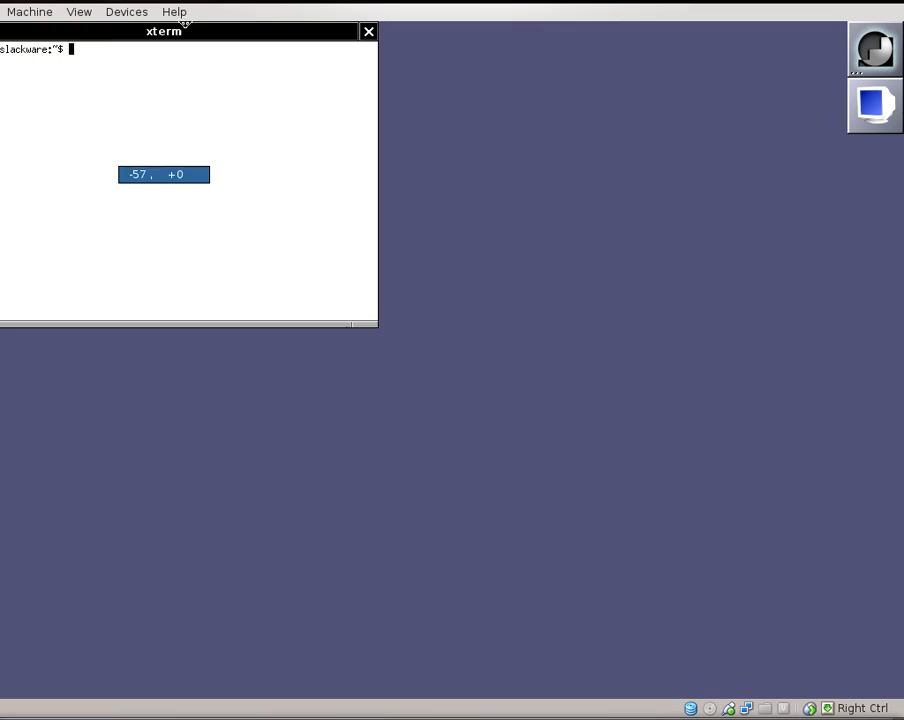 Machine View Devices Help
xterm
slackware:~$
-57 , +0
...
Right Ctrl